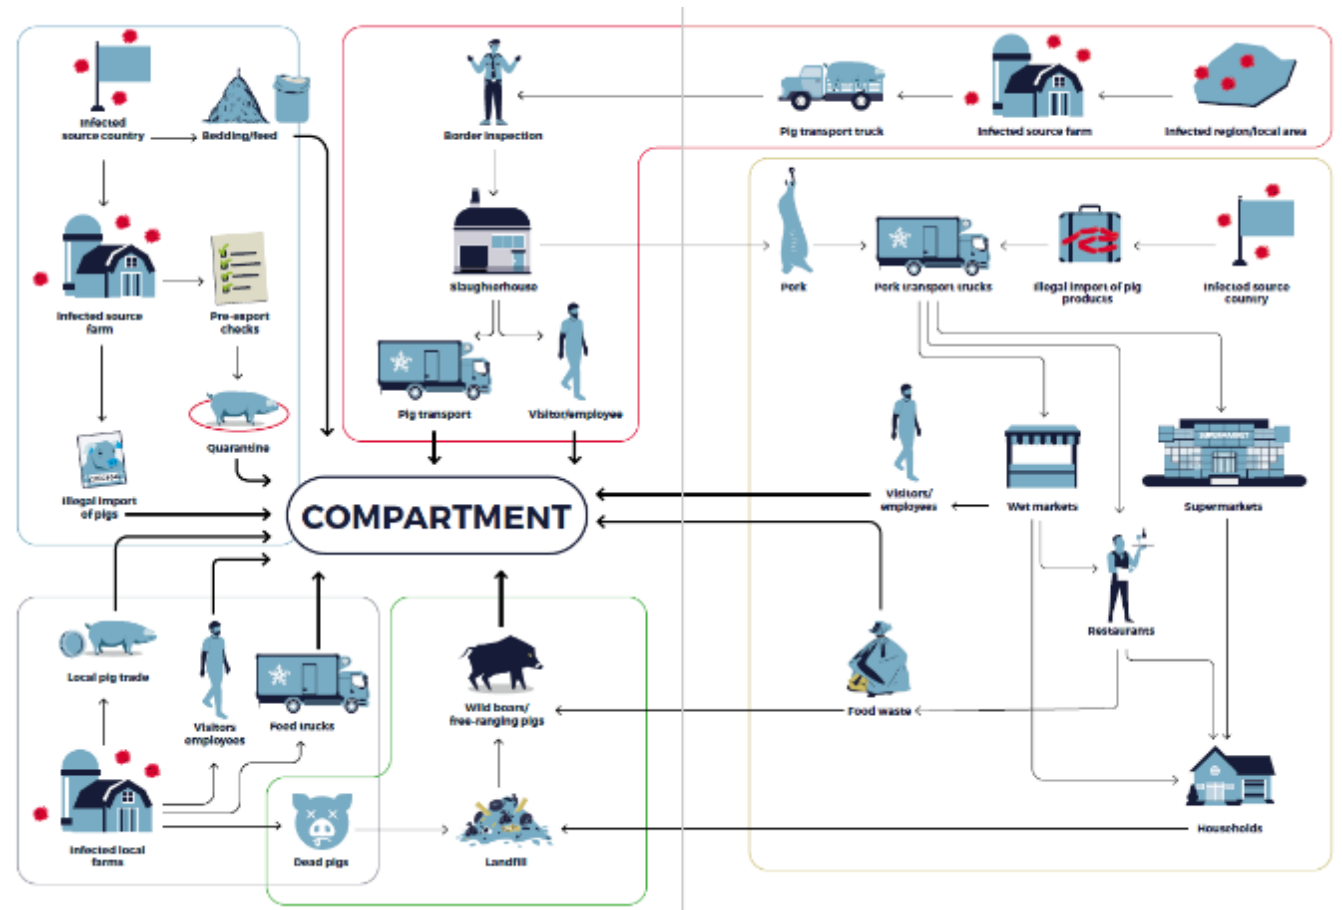 Infected
source country
Bedding/feed
Infected source
farm
Pre-export
checks
Quarantine
Illegal import
of pigs
Border inspection
Pig transport truck
Infected source farm
Infected region/local area
Slaughterhouse
Pig transport
Visitor/employee
Pork
Pork transport trucks
Illegal import of pig
products
Infected source
country
Visitors/
employees
Wet markets
SUPERMARKET
Supermarkets
Restaurants
Food waste
Households
COMPARTMENT
Local pig trade
Visitors
employees
Feed trucks
Infected local
farms
Dead pigs
Wild boars/
free-ranging pigs
Landfill